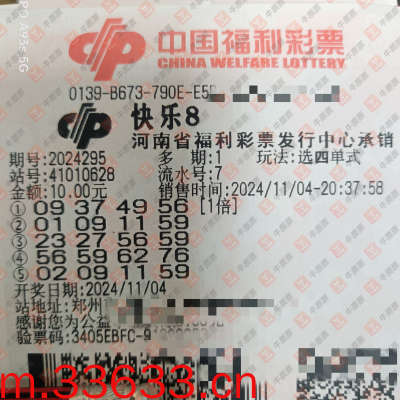 中国福利彩票
CHINA WELFARE LOTTERY
0139-B673-790E-E5
快乐8
河南省福利彩票发行中心承销
期号:2024295 多期:1 玩法:选四单式
站号:41010628 流水号:7
金额:10.00元 销售时间:2024/11/04-20:37:58
① 09 37 49 56 [1倍]
② 01 09 11 59
③ 23 27 56 59
④ 56 59 62 76
⑤ 02 09 11 59
开奖日期:2024/11/04
站地址:郑州
感谢您为公益
验票码:3405EBFC-9
m.33633.cn